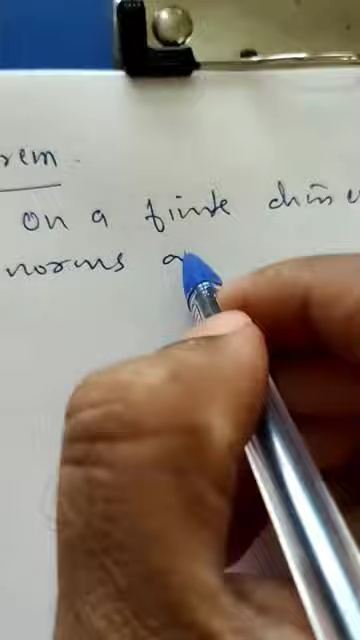 rem.
on a finite dim
norms a